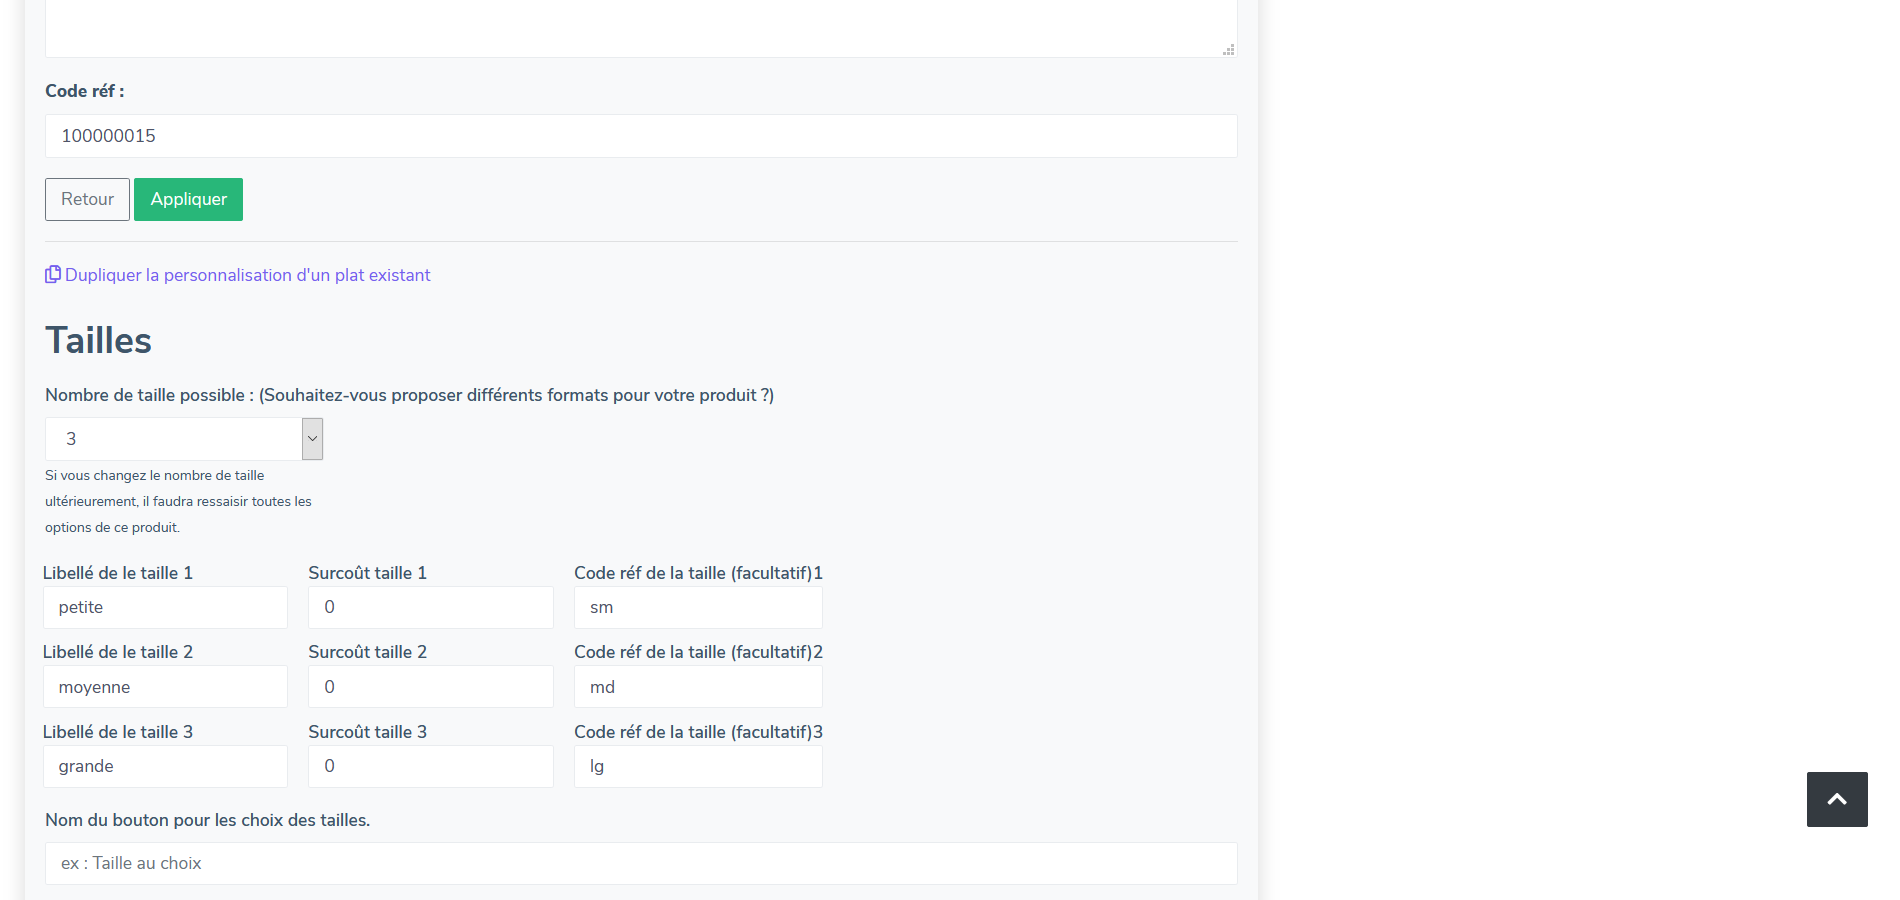 Code réf :
100000015
Retour Appliquer
Dupliquer la personnalisation d'un plat existant
Tailles
Nombre de taille possible : (Souhaitez-vous proposer différents formats pour votre produit ?)
3
Si vous changez le nombre de taille
ultérieurement, il faudra ressaisir toutes les
options de ce produit.
Libellé de le taille 1 Surcoût taille 1 Code réf de la taille (facultatif)1
petite 0 sm
Libellé de le taille 2 Surcoût taille 2 Code réf de la taille (facultatif)2
moyenne 0 md
Libellé de le taille 3 Surcoût taille 3 Code réf de la taille (facultatif)3
grande 0 lg
Nom du bouton pour les choix des tailles.
ex : Taille au choix